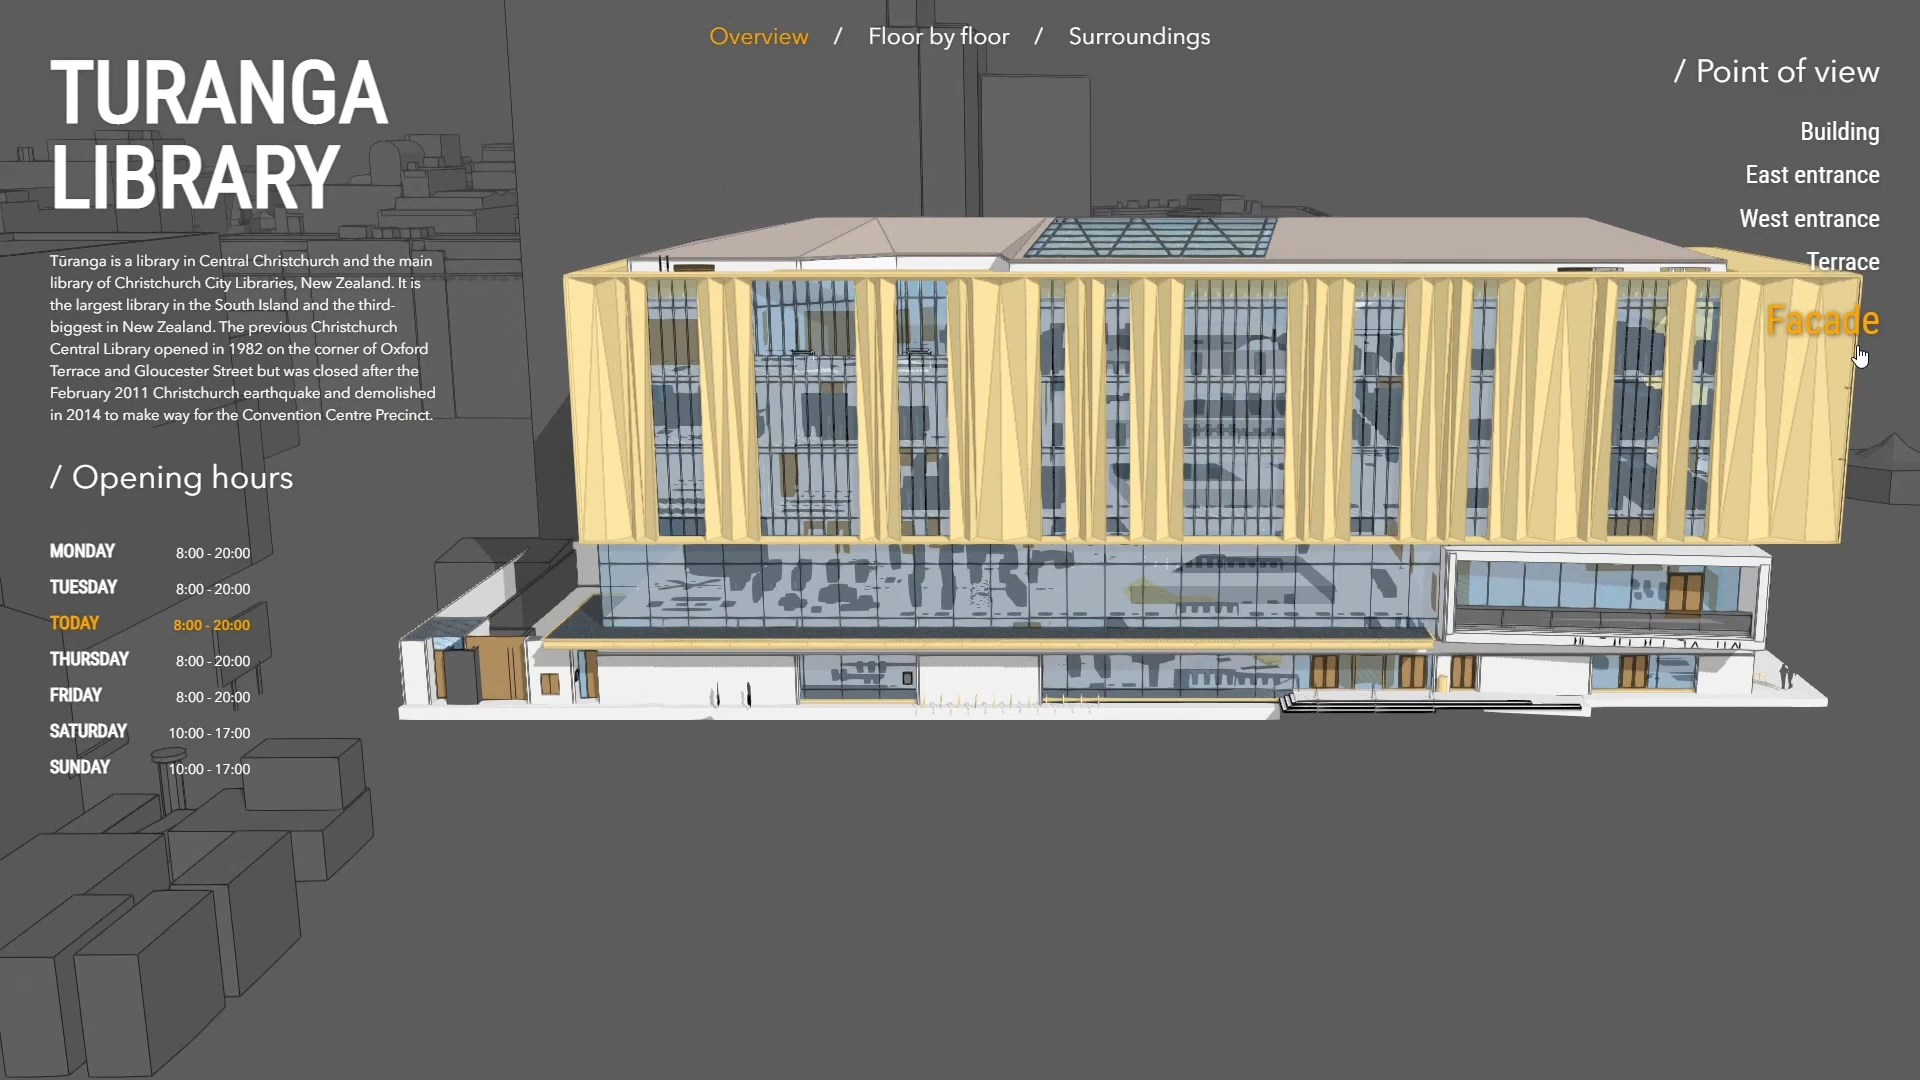 Overview / Floor by floor / Surroundings
TURANGA
LIBRARY
Tūranga is a library in Central Christchurch and the main
library of Christchurch City Libraries, New Zealand. It is
the largest library in the South Island and the third-
biggest in New Zealand. The previous Christchurch
Central Library opened in 1982 on the corner of Oxford
Terrace and Gloucester Street but was closed after the
February 2011 Christchurch earthquake and demolished
in 2014 to make way for the Convention Centre Precinct.
/ Opening hours
MONDAY 8:00 - 20:00
TUESDAY 8:00 - 20:00
TODAY 8:00 - 20:00
THURSDAY 8:00 - 20:00
FRIDAY 8:00 - 20:00
SATURDAY 10:00 - 17:00
SUNDAY 10:00 - 17:00
/ Point of view
Building
East entrance
West entrance
Terrace
Facade